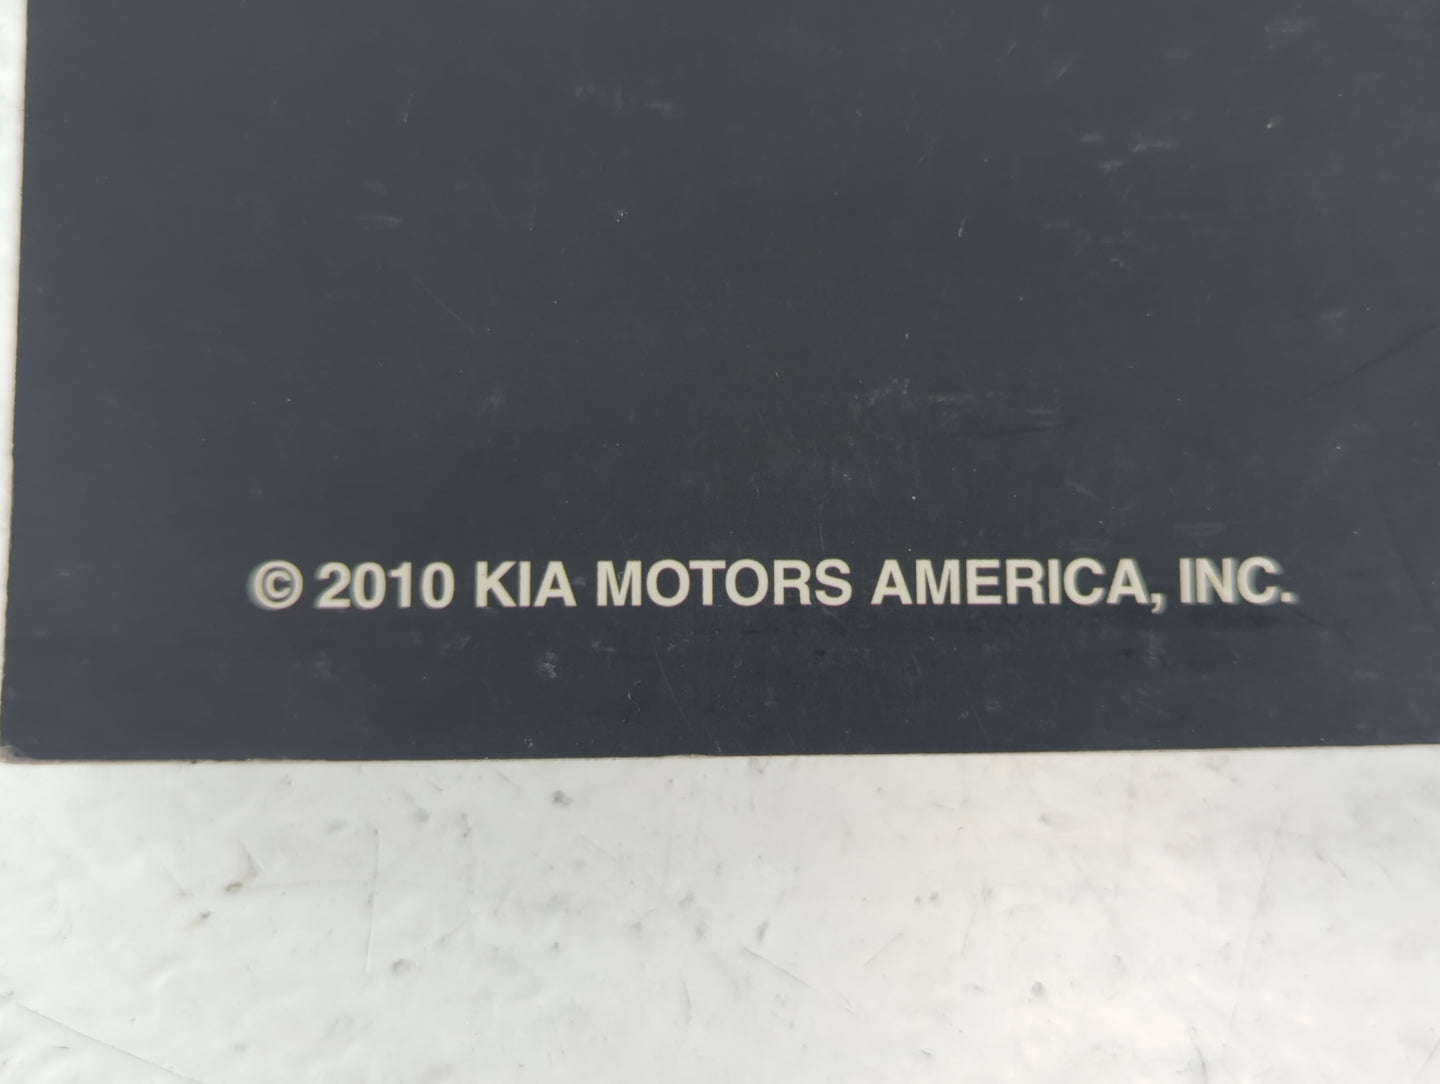 © 2010 KIA MOTORS AMERICA, INC.